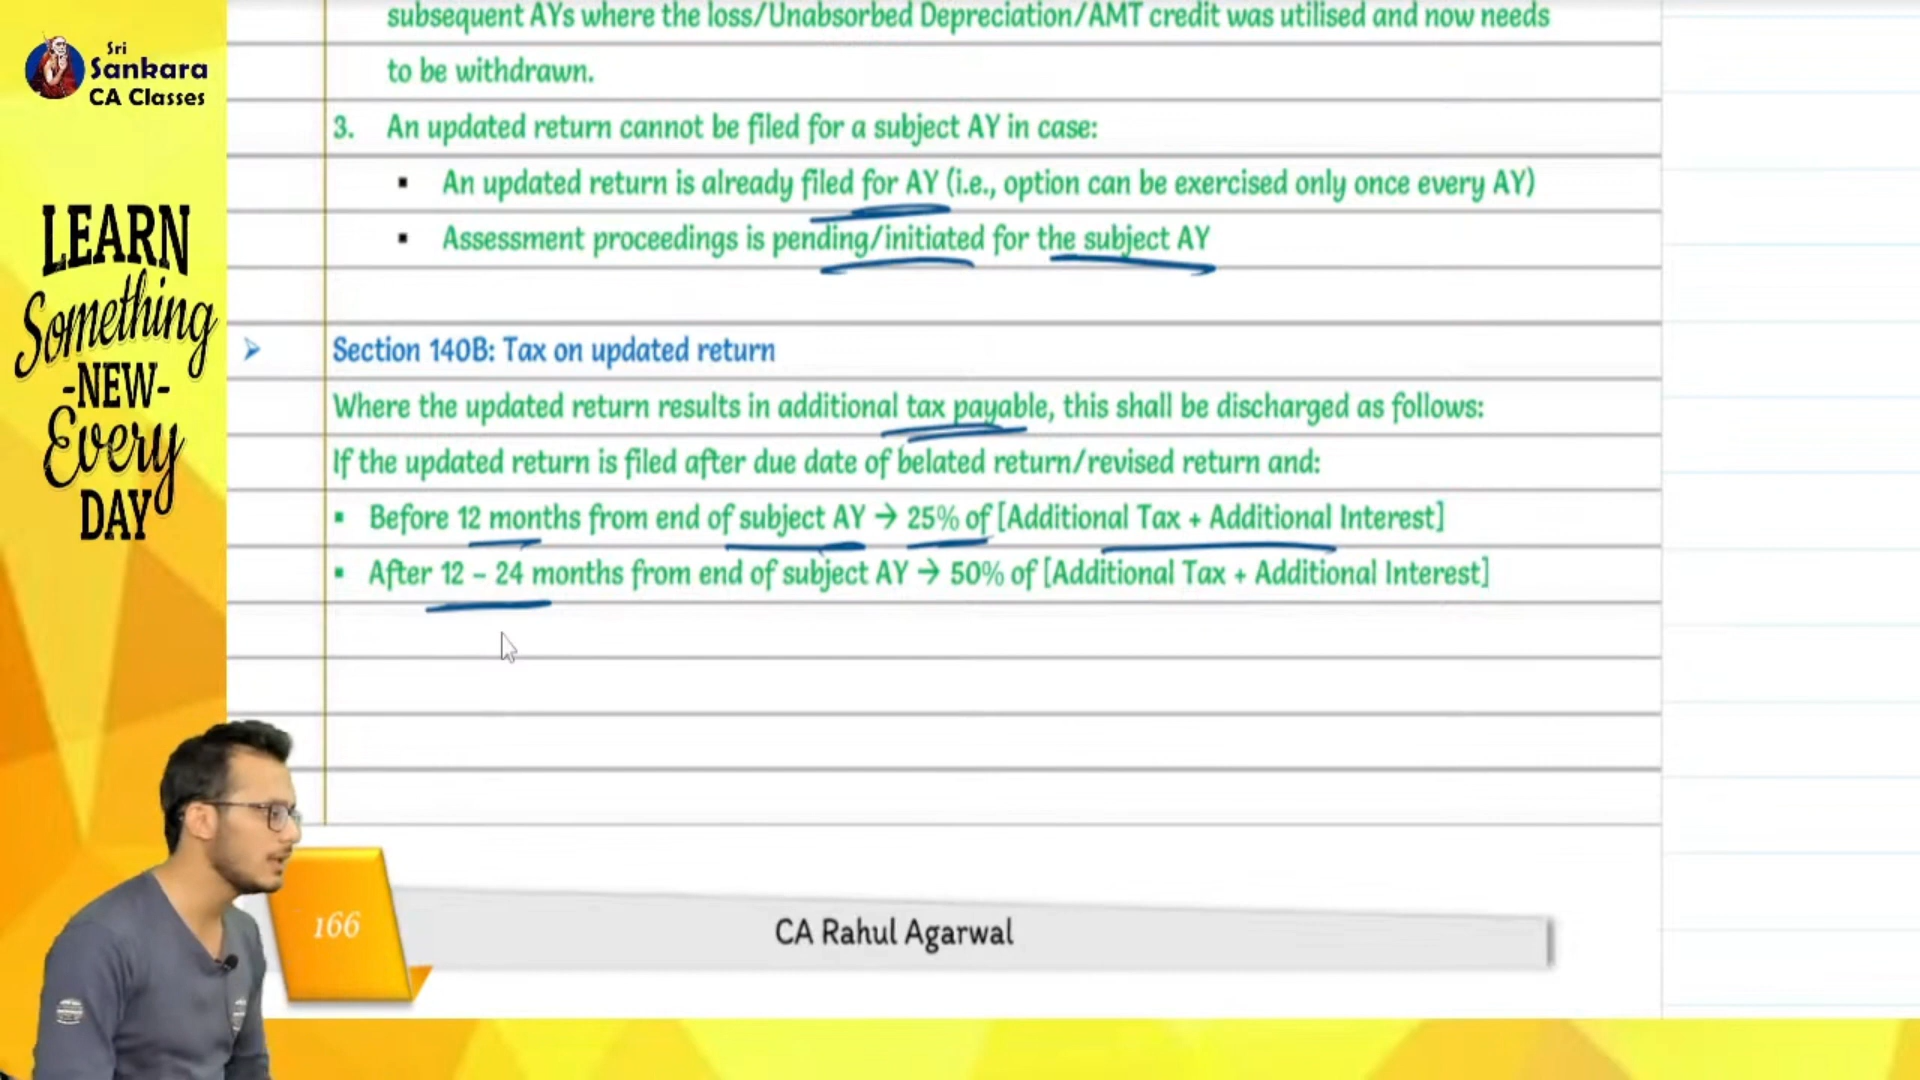 Sri
Sankara
CA Classes
LEARN
Something
-NEW-
Every
DAY
subsequent AYs where the loss/Unabsorbed Depreciation/AMT credit was utilised and now needs
to be withdrawn.
3. An updated return cannot be filed for a subject AY in case:
▪ An updated return is already filed for AY (i.e., option can be exercised only once every AY)
▪ Assessment proceedings is pending/initiated for the subject AY
➢ Section 140B: Tax on updated return
Where the updated return results in additional tax payable, this shall be discharged as follows:
If the updated return is filed after due date of belated return/revised return and:
▪ Before 12 months from end of subject AY → 25% of [Additional Tax + Additional Interest]
▪ After 12 – 24 months from end of subject AY → 50% of [Additional Tax + Additional Interest]
166
CA Rahul Agarwal